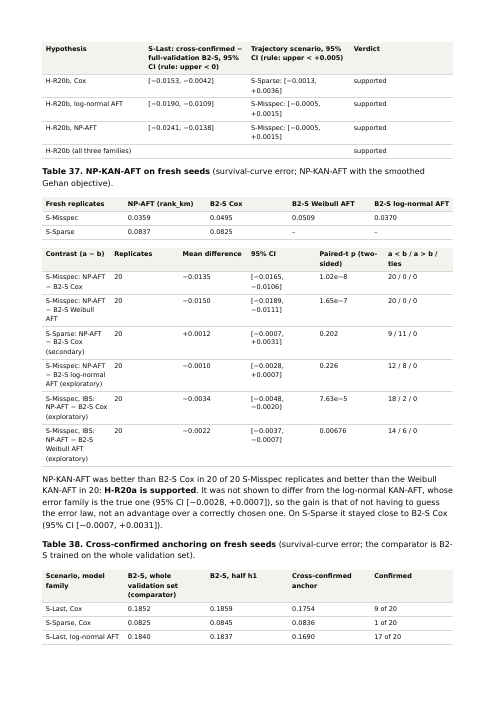 Hypothesis S-Last: cross-confirmed − full-validation B2-S, 95% CI (rule: upper < 0) Trajectory scenario, 95% CI (rule: upper < +0.005) Verdict
H-R20b, Cox [−0.0153, −0.0042] S-Sparse: [−0.0013, +0.0036] supported
H-R20b, log-normal AFT [−0.0190, −0.0109] S-Misspec: [−0.0005, +0.0015] supported
H-R20b, NP-AFT [−0.0241, −0.0138] S-Misspec: [−0.0005, +0.0015] supported
H-R20b (all three families) supported
Table 37. NP-KAN-AFT on fresh seeds (survival-curve error; NP-KAN-AFT with the smoothed
Gehan objective).
Fresh replicates NP-AFT (rank_km) B2-S Cox B2-S Weibull AFT B2-S log-normal AFT
S-Misspec 0.0359 0.0495 0.0509 0.0370
S-Sparse 0.0837 0.0825 – –
Contrast (a − b) Replicates Mean difference 95% CI Paired-t p (two-sided) a < b / a > b / ties
S-Misspec: NP-AFT − B2-S Cox 20 −0.0135 [−0.0165, −0.0106] 1.02e−8 20 / 0 / 0
S-Misspec: NP-AFT − B2-S Weibull AFT 20 −0.0150 [−0.0189, −0.0111] 1.65e−7 20 / 0 / 0
S-Sparse: NP-AFT − B2-S Cox (secondary) 20 +0.0012 [−0.0007, +0.0031] 0.202 9 / 11 / 0
S-Misspec: NP-AFT − B2-S log-normal AFT (exploratory) 20 −0.0010 [−0.0028, +0.0007] 0.226 12 / 8 / 0
S-Misspec, IBS: NP-AFT − B2-S Cox (exploratory) 20 −0.0034 [−0.0048, −0.0020] 7.63e−5 18 / 2 / 0
S-Misspec, IBS: NP-AFT − B2-S Weibull AFT (exploratory) 20 −0.0022 [−0.0037, −0.0007] 0.00676 14 / 6 / 0
NP-KAN-AFT was better than B2-S Cox in 20 of 20 S-Misspec replicates and better than the Weibull
KAN-AFT in 20: H-R20a is supported. It was not shown to differ from the log-normal KAN-AFT, whose
error family is the true one (95% CI [−0.0028, +0.0007]), so the gain is that of not having to guess
the error law, not an advantage over a correctly chosen one. On S-Sparse it stayed close to B2-S Cox
(95% CI [−0.0007, +0.0031]).
Table 38. Cross-confirmed anchoring on fresh seeds (survival-curve error; the comparator is B2-
S trained on the whole validation set).
Scenario, model family B2-S, whole validation set (comparator) B2-S, half h1 Cross-confirmed anchor Confirmed
S-Last, Cox 0.1852 0.1859 0.1754 9 of 20
S-Sparse, Cox 0.0825 0.0845 0.0836 1 of 20
S-Last, log-normal AFT 0.1840 0.1837 0.1690 17 of 20